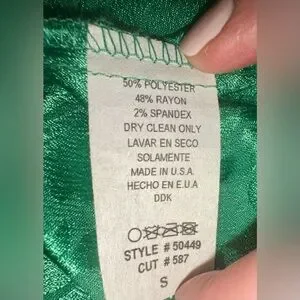 50% POLYESTER
48% RAYON
2% SPANDEX
DRY CLEAN ONLY
LAVAR EN SECO
SOLAMENTE
MADE IN U.S.A.
HECHO EN E.U.A
DDK
STYLE # 50449
CUT # 587
S